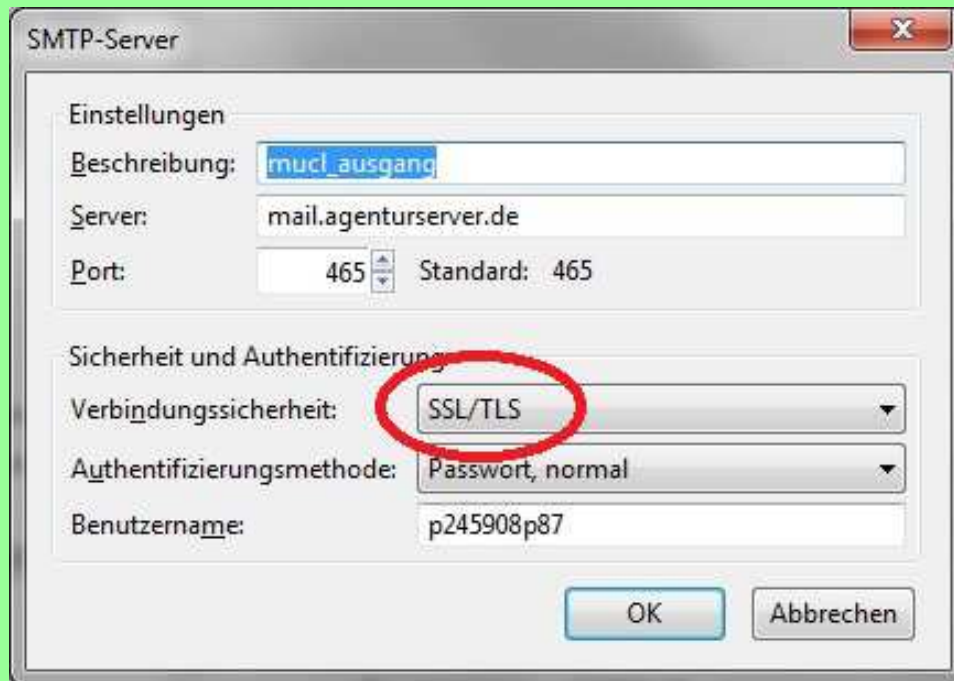 SMTP-Server
Einstellungen
Beschreibung: mucl_ausgang
Server: mail.agenturserver.de
Port: 465 Standard: 465
Sicherheit und Authentifizierung
Verbindungssicherheit: SSL/TLS
Authentifizierungsmethode: Passwort, normal
Benutzername: p245908p87
OK Abbrechen